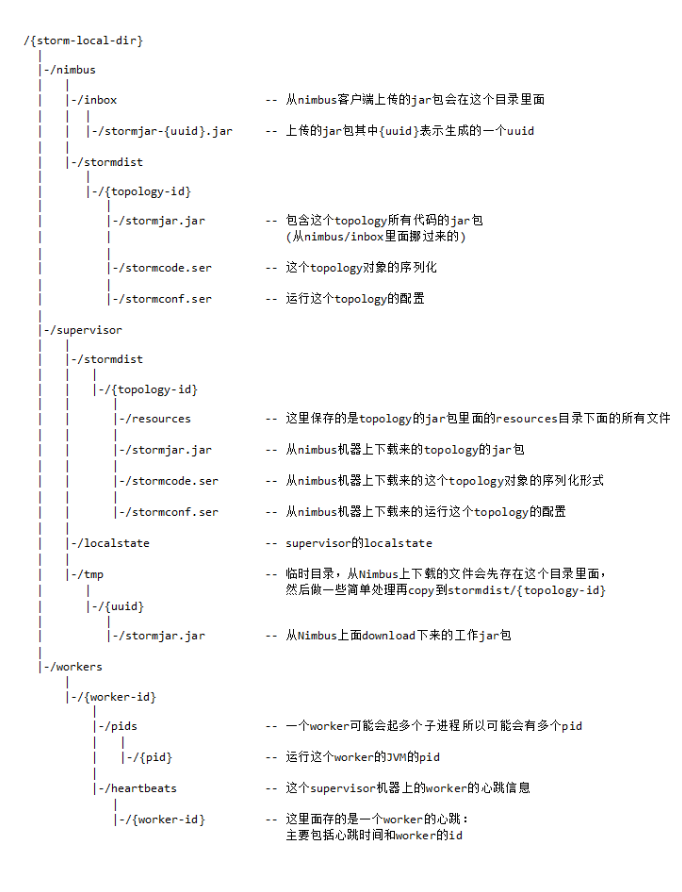 /{storm-local-dir}
|-/nimbus
|-/inbox -- 从nimbus客户端上传的jar包会在这个目录里面
|-/stormjar-{uuid}.jar -- 上传的jar包其中{uuid}表示生成的一个uuid
|-/stormdist
|-/{topology-id}
|-/stormjar.jar -- 包含这个topology所有代码的jar包
(从nimbus/inbox里面挪过来的)
|-/stormcode.ser -- 这个topology对象的序列化
|-/stormconf.ser -- 运行这个topology的配置
|-/supervisor
|-/stormdist
|-/{topology-id}
|-/resources -- 这里保存的是topology的jar包里面的resources目录下面的所有文件
|-/stormjar.jar -- 从nimbus机器上下载来的topology的jar包
|-/stormcode.ser -- 从nimbus机器上下载来的这个topology对象的序列化形式
|-/stormconf.ser -- 从nimbus机器上下载来的运行这个topology的配置
|-/localstate -- supervisor的localstate
|-/tmp -- 临时目录，从Nimbus上下载的文件会先存在这个目录里面，
然后做一些简单处理再copy到stormdist/{topology-id}
|-/{uuid}
|-/stormjar.jar -- 从Nimbus上面download下来的工作jar包
|-/workers
|-/{worker-id}
|-/pids -- 一个worker可能会起多个子进程所以可能会有多个pid
|-/{pid} -- 运行这个worker的JVM的pid
|-/heartbeats -- 这个supervisor机器上的worker的心跳信息
|-/{worker-id} -- 这里面存的是一个worker的心跳：
主要包括心跳时间和worker的id